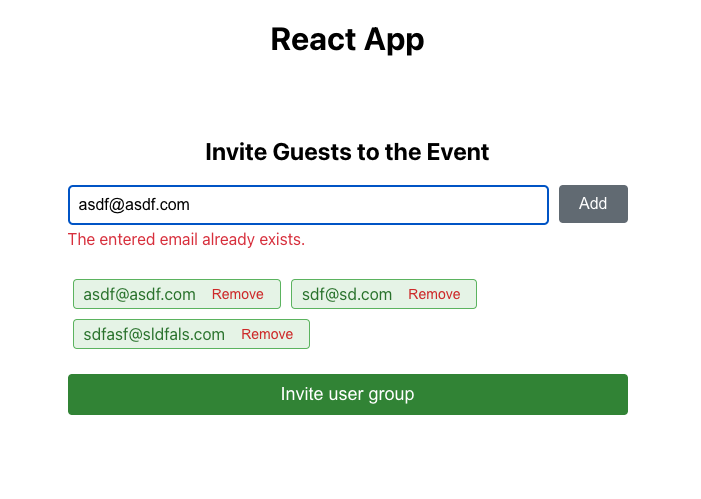 React App
Invite Guests to the Event
asdf@asdf.com Add
The entered email already exists.
asdf@asdf.com Remove sdf@sd.com Remove
sdfasf@sldfals.com Remove
Invite user group